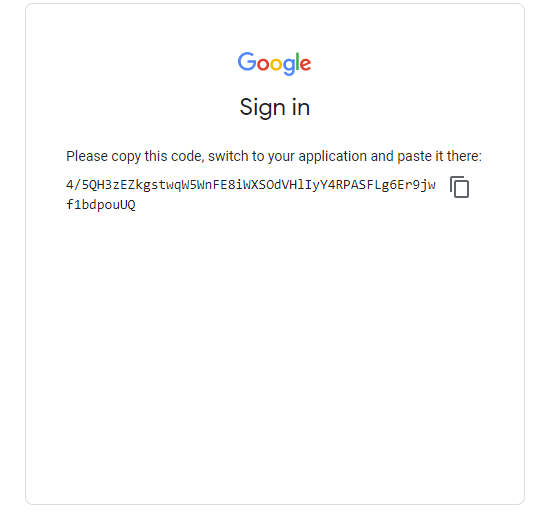 Google
Sign in
Please copy this code, switch to your application and paste it there:
4/5QH3zEZkgstwqW5WnFE8iWXSOdVHlIyY4RPASFLg6Er9jw
f1bdpouUQ